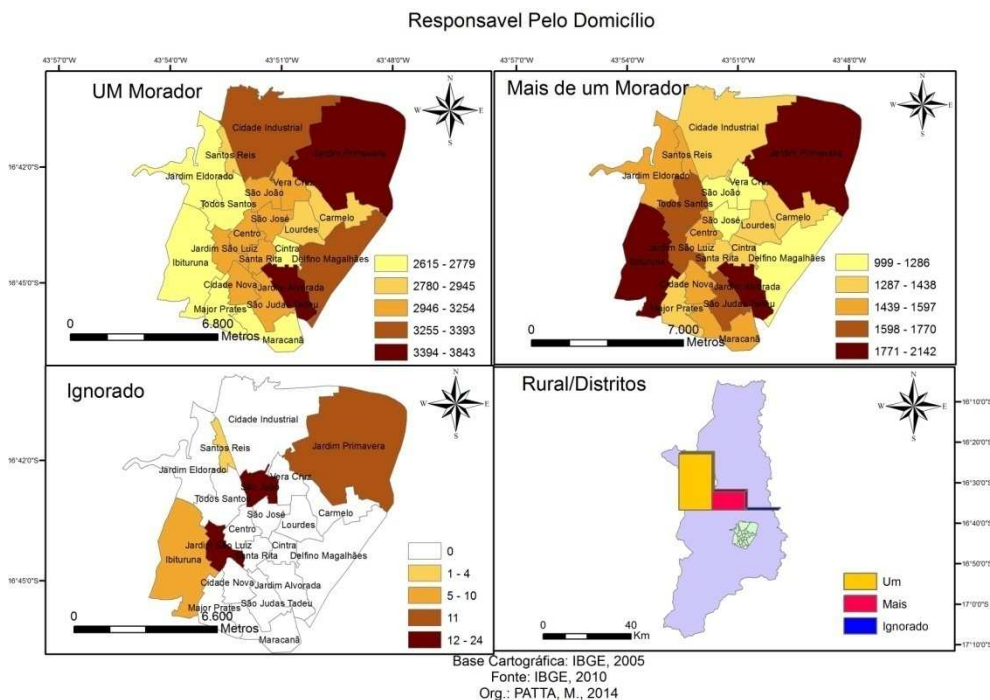 Responsavel Pelo Domicílio
43°57'0"W 43°54'0"W 43°51'0"W 43°48'0"W
43°57'0"W 43°54'0"W 43°51'0"W 43°48'0"W
UM Morador
N
W E
S
16°42'0"S
16°45'0"S
Cidade Industrial
Jardim Primavera
Santos Reis
Jardim Eldorado
Vera Cruz
São João
Todos Santos
Carmelo
São José
Lourdes
Centro
Jardim São Luiz
Cintra
Santa Rita
Delfino Magalhães
Ibituruna
Cidade Nova
Jardim Alvorada
Major Prates
São Judas Tadeu
Maracanã
2615 - 2779
2780 - 2945
2946 - 3254
3255 - 3393
3394 - 3843
0 6.800
Metros
Mais de um Morador
N
W E
S
Cidade Industrial
Jardim Primavera
Santos Reis
Jardim Eldorado
Vera Cruz
São João
Todos Santos
Carmelo
São José
Lourdes
Centro
Jardim São Luiz
Cintra
Santa Rita
Delfino Magalhães
Ibituruna
Cidade Nova
Jardim Alvorada
Major Prates
São Judas Tadeu
Maracanã
999 - 1286
1287 - 1438
1439 - 1597
1598 - 1770
1771 - 2142
0 7.000
Metros
Ignorado
N
W E
S
16°42'0"S
16°45'0"S
Cidade Industrial
Santos Reis
Jardim Primavera
Jardim Eldorado
Vera Cruz
São João
Todos Santos
São José
Carmelo
Lourdes
Centro
Jardim São Luiz
Cintra
Santa Rita
Delfino Magalhães
Ibituruna
Cidade Nova
Jardim Alvorada
Major Prates
São Judas Tadeu
Maracanã
0
1 - 4
5 - 10
11
12 - 24
0 6.600
Metros
Rural/Distritos
N
W E
S
16°10'0"S
16°20'0"S
16°30'0"S
16°40'0"S
16°50'0"S
17°0'0"S
17°10'0"S
Um
Mais
Ignorado
0 40
Km
Base Cartográfica: IBGE, 2005
Fonte: IBGE, 2010
Org.: PATTA, M., 2014